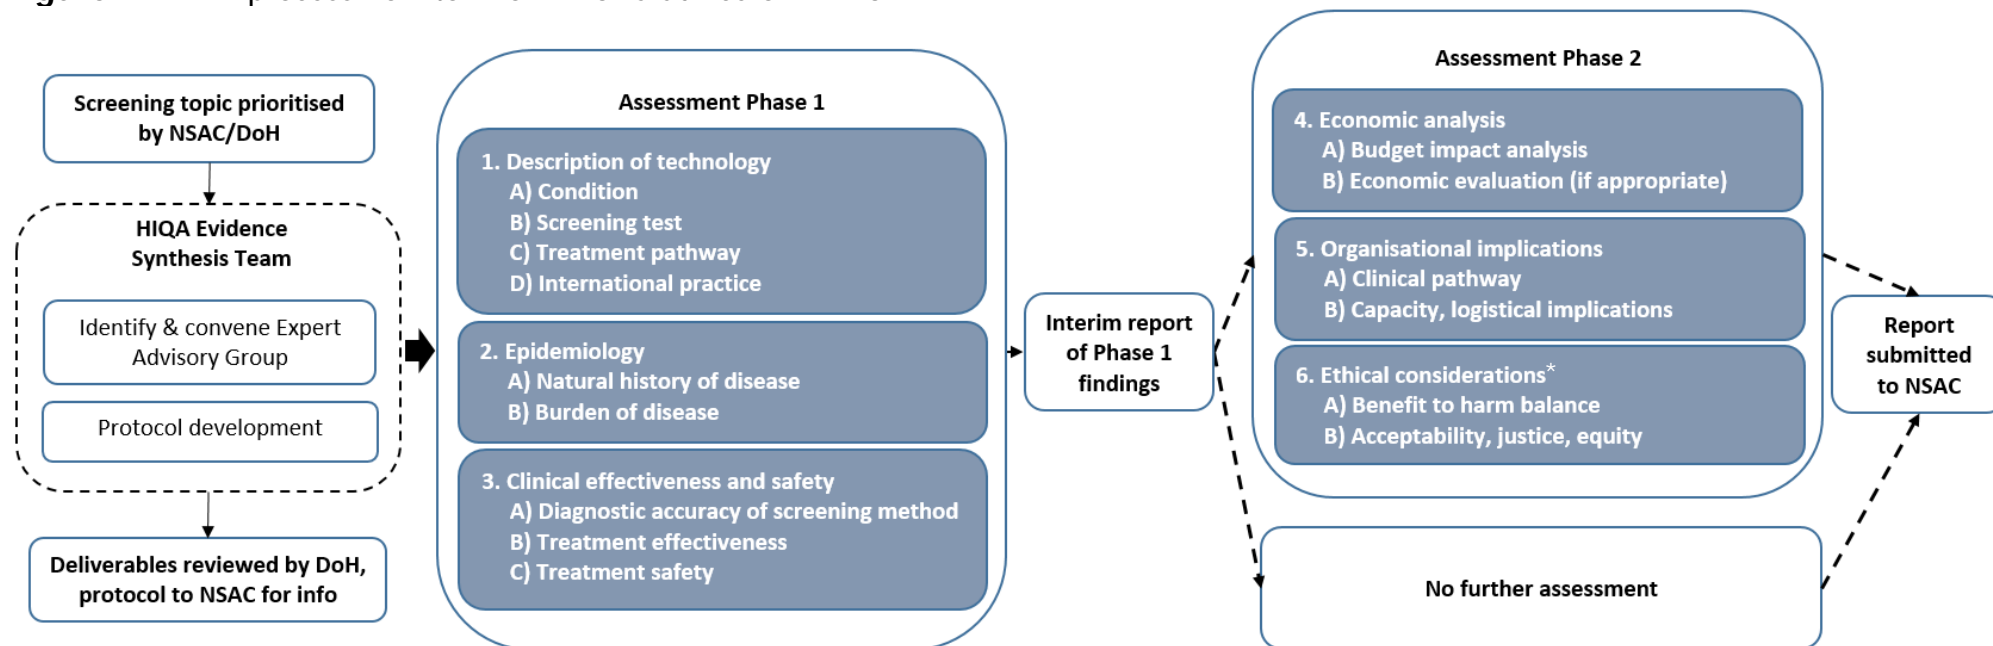 Screening topic prioritised
by NSAC/DoH
HIQA Evidence
Synthesis Team
Identify & convene Expert
Advisory Group
Protocol development
Deliverables reviewed by DoH,
protocol to NSAC for info
Assessment Phase 1
1. Description of technology
A) Condition
B) Screening test
C) Treatment pathway
D) International practice
2. Epidemiology
A) Natural history of disease
B) Burden of disease
3. Clinical effectiveness and safety
A) Diagnostic accuracy of screening method
B) Treatment effectiveness
C) Treatment safety
Interim report
of Phase 1
findings
Assessment Phase 2
4. Economic analysis
A) Budget impact analysis
B) Economic evaluation (if appropriate)
5. Organisational implications
A) Clinical pathway
B) Capacity, logistical implications
6. Ethical considerations*
A) Benefit to harm balance
B) Acceptability, justice, equity
No further assessment
Report
submitted
to NSAC